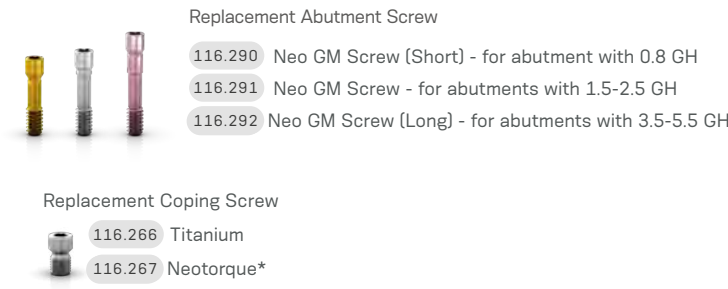 Replacement Abutment Screw
116.290 Neo GM Screw (Short) - for abutment with 0.8 GH
116.291 Neo GM Screw - for abutments with 1.5-2.5 GH
116.292 Neo GM Screw (Long) - for abutments with 3.5-5.5 GH
Replacement Coping Screw
116.266 Titanium
116.267 Neotorque*